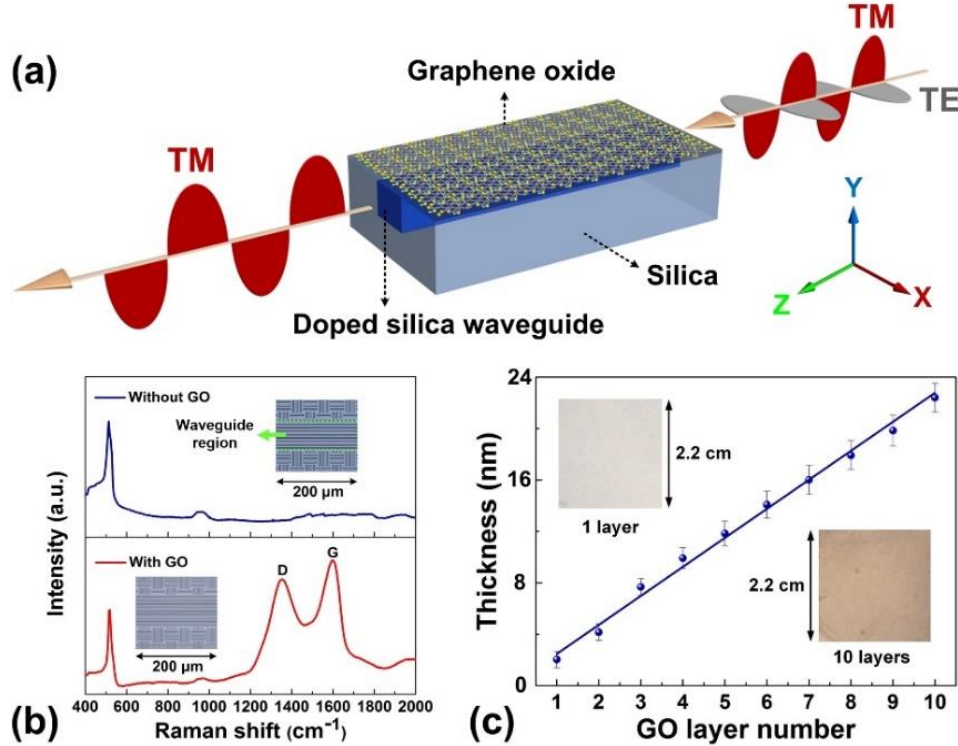 (a)
TM
Graphene oxide
TM
TE
Silica
Doped silica waveguide
Y
Z
X
(b)
Intensity (a.u.)
Without GO
Waveguide
region
200 μm
With GO
D
G
200 μm
400 600 800 1000 1200 1400 1600 1800 2000
Raman shift (cm⁻¹)
(c)
Thickness (nm)
24
16
8
0
2.2 cm
1 layer
2.2 cm
10 layers
1 2 3 4 5 6 7 8 9 10
GO layer number